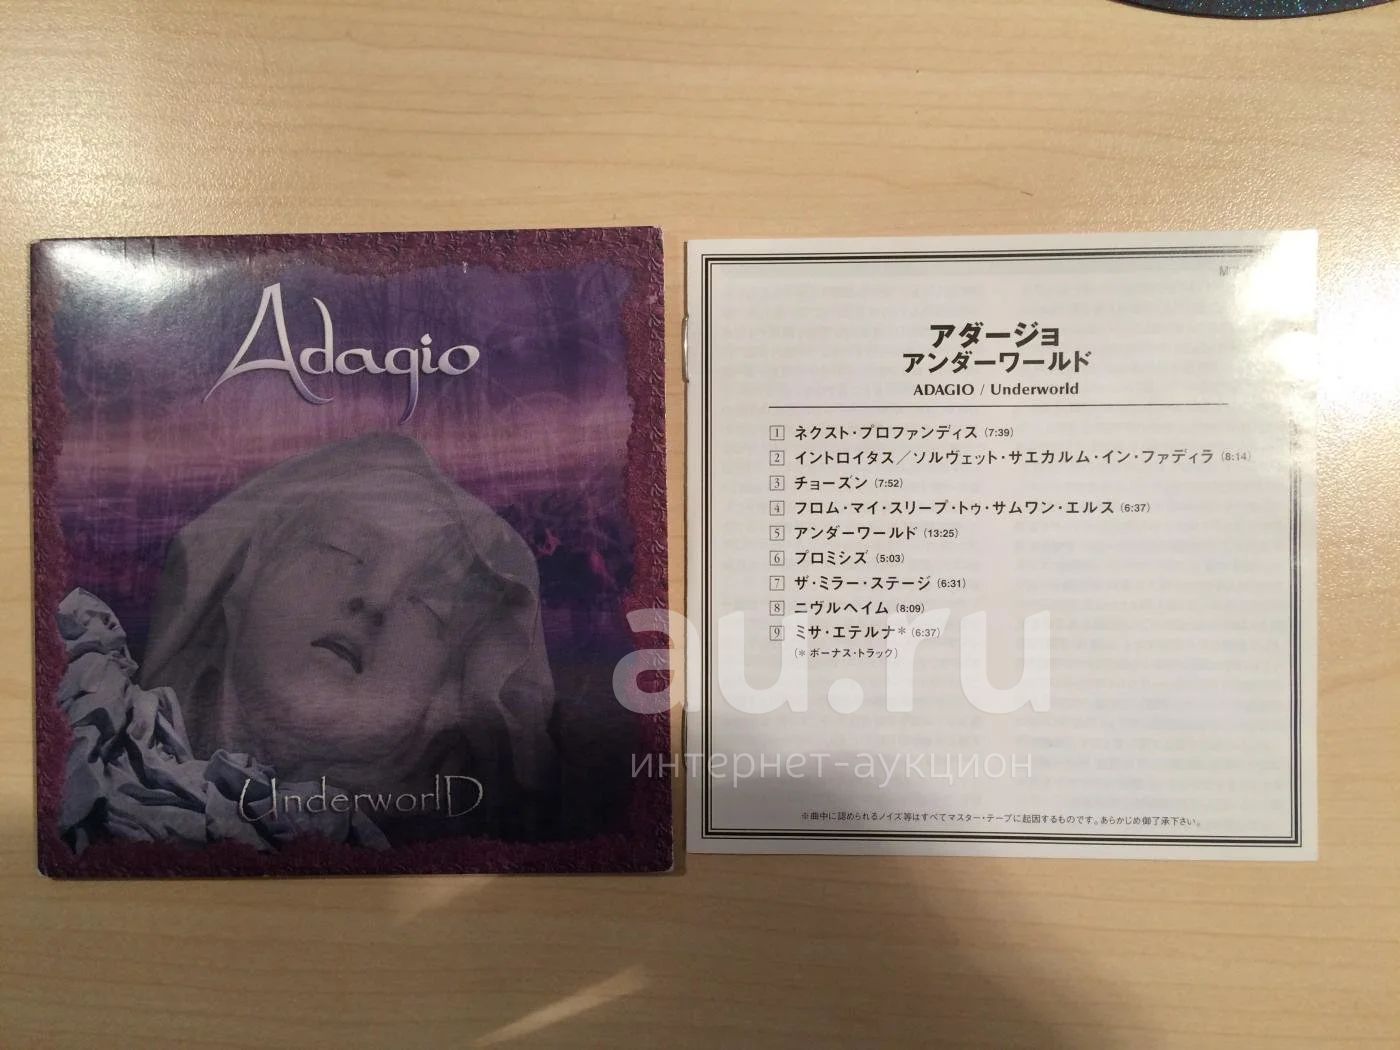 Adagio
UnderworlD
アダージョ
アンダーワールド
ADAGIO / Underworld
1 ネクスト・プロファンディス (7:39)
2 イントロイタス／ソルヴェット・サエカルム・イン・ファディラ (8:14)
3 チョーズン (7:52)
4 フロム・マイ・スリープ・トゥ・サムワン・エルス (6:37)
5 アンダーワールド (13:25)
6 プロミシズ (5:03)
7 ザ・ミラー・ステージ (6:31)
8 ニヴルヘイム (8:09)
9 ミサ・エテルナ* (6:37)
(* ボーナス・トラック)
※曲中に認められるノイズ等はすべてマスター・テープに起因するものです。あらかじめ御了承下さい。
au.ru
интернет-аукцион